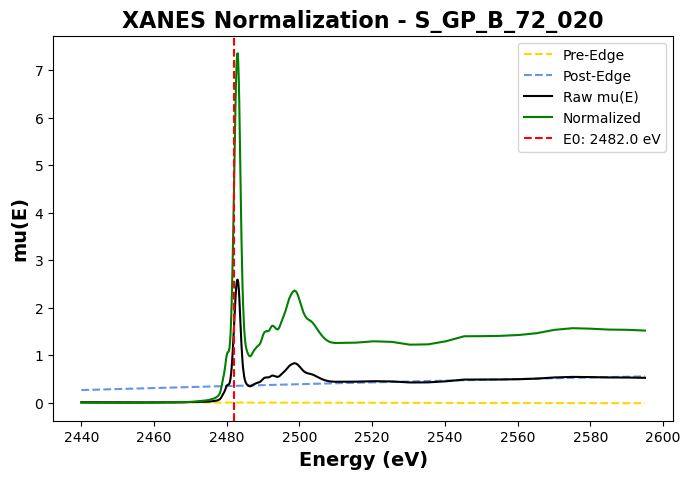 XANES Normalization - S_GP_B_72_020
Pre-Edge
Post-Edge
Raw mu(E)
Normalized
E0: 2482.0 eV
mu(E)
7
6
5
4
3
2
1
0
2440 2460 2480 2500 2520 2540 2560 2580 2600
Energy (eV)